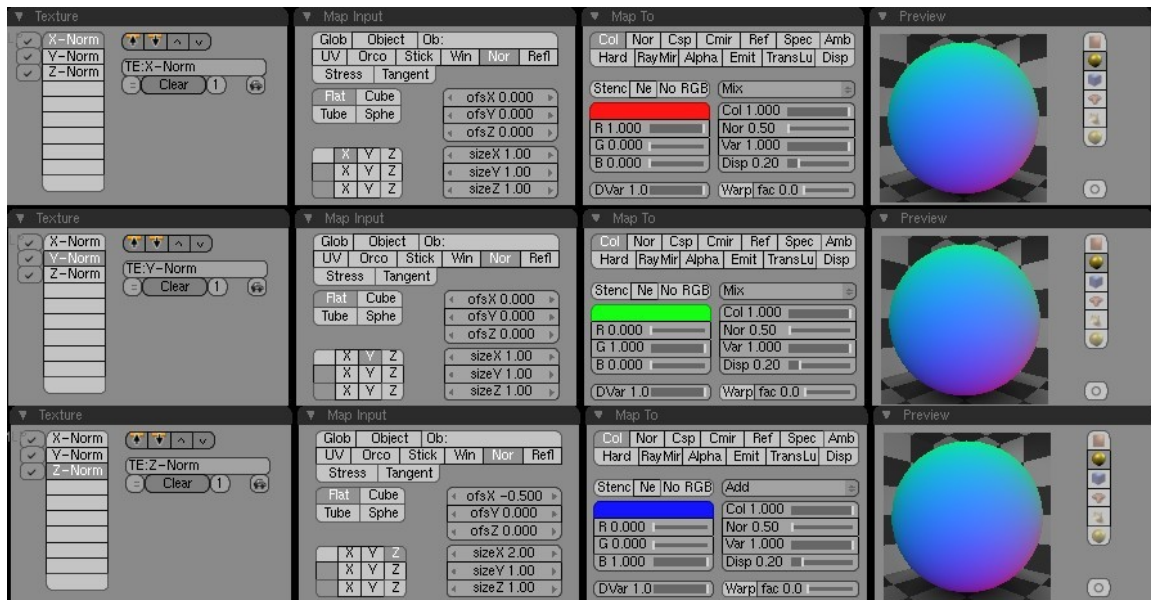 Texture Map Input Map To Preview
X-Norm Glob Object Ob: Col Nor Csp Cmir Ref Spec Amb
Y-Norm TE:X-Norm UV Orco Stick Win Nor Refl Hard RayMir Alpha Emit TransLu Disp
Z-Norm Clear 1 Stress Tangent
Flat Cube ofsX 0.000 Stenc Ne No RGB Mix
Tube Sphe ofsY 0.000 Col 1.000
ofsZ 0.000 R 1.000 Nor 0.50
X Y Z sizeX 1.00 G 0.000 Var 1.000
X Y Z sizeY 1.00 B 0.000 Disp 0.20
X Y Z sizeZ 1.00 DVar 1.0 Warp fac 0.0
Texture Map Input Map To Preview
X-Norm Glob Object Ob: Col Nor Csp Cmir Ref Spec Amb
Y-Norm TE:Y-Norm UV Orco Stick Win Nor Refl Hard RayMir Alpha Emit TransLu Disp
Z-Norm Clear 1 Stress Tangent
Flat Cube ofsX 0.000 Stenc Ne No RGB Mix
Tube Sphe ofsY 0.000 Col 1.000
ofsZ 0.000 R 0.000 Nor 0.50
X Y Z sizeX 1.00 G 1.000 Var 1.000
X Y Z sizeY 1.00 B 0.000 Disp 0.20
X Y Z sizeZ 1.00 DVar 1.0 Warp fac 0.0
Texture Map Input Map To Preview
X-Norm Glob Object Ob: Col Nor Csp Cmir Ref Spec Amb
Y-Norm TE:Z-Norm UV Orco Stick Win Nor Refl Hard RayMir Alpha Emit TransLu Disp
Z-Norm Clear 1 Stress Tangent
Flat Cube ofsX -0.500 Stenc Ne No RGB Add
Tube Sphe ofsY 0.000 Col 1.000
ofsZ 0.000 R 0.000 Nor 0.50
X Y Z sizeX 2.00 G 0.000 Var 1.000
X Y Z sizeY 1.00 B 1.000 Disp 0.20
X Y Z sizeZ 1.00 DVar 1.0 Warp fac 0.0